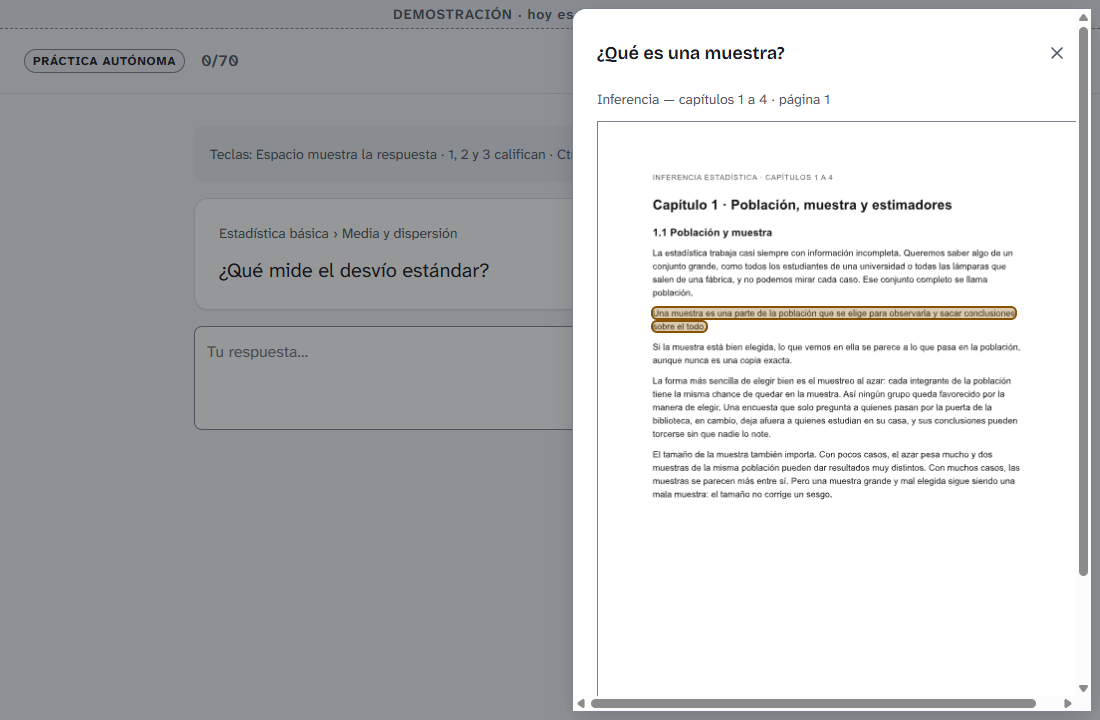 DEMOSTRACIÓN · hoy es
PRÁCTICA AUTÓNOMA
0/70
Teclas: Espacio muestra la respuesta · 1, 2 y 3 califican · Ct
Estadística básica › Media y dispersión
¿Qué mide el desvío estándar?
Tu respuesta...
¿Qué es una muestra?
Inferencia — capítulos 1 a 4 · página 1
INFERENCIA ESTADÍSTICA · CAPÍTULOS 1 A 4
Capítulo 1 · Población, muestra y estimadores
1.1 Población y muestra
La estadística trabaja casi siempre con información incompleta. Queremos saber algo de un
conjunto grande, como todos los estudiantes de una universidad o todas las lámparas que
salen de una fábrica, y no podemos mirar cada caso. Ese conjunto completo se llama
población.
Una muestra es una parte de la población que se elige para observarla y sacar conclusiones
sobre el todo.
Si la muestra está bien elegida, lo que vemos en ella se parece a lo que pasa en la población,
aunque nunca es una copia exacta.
La forma más sencilla de elegir bien es el muestreo al azar: cada integrante de la población
tiene la misma chance de quedar en la muestra. Así ningún grupo queda favorecido por la
manera de elegir. Una encuesta que solo pregunta a quienes pasan por la puerta de la
biblioteca, en cambio, deja afuera a quienes estudian en su casa, y sus conclusiones pueden
torcerse sin que nadie lo note.
El tamaño de la muestra también importa. Con pocos casos, el azar pesa mucho y dos
muestras de la misma población pueden dar resultados muy distintos. Con muchos casos, las
muestras se parecen más entre sí. Pero una muestra grande y mal elegida sigue siendo una
mala muestra: el tamaño no corrige un sesgo.